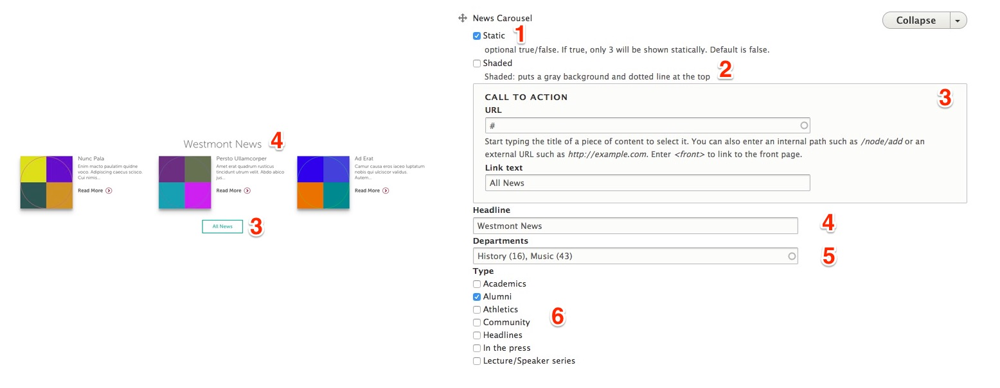 Westmont News 4
Nunc Pala
Enim macto paulatim quidne
voco. Adipiscing caecus scisco.
Cui nimis...
Read More
Persto Ullamcorper
Amet erat quadrum rusticus
tincidunt utrum velit. Abdo abico
jus...
Read More
Ad Erat
Camur causa eros iaceo luptatum
nobis qui ulciscor validus.
Autem...
Read More
All News 3
News Carousel
Collapse
Static 1
optional true/false. If true, only 3 will be shown statically. Default is false.
Shaded
Shaded: puts a gray background and dotted line at the top 2
CALL TO ACTION 3
URL
#
Start typing the title of a piece of content to select it. You can also enter an internal path such as /node/add or an
external URL such as http://example.com. Enter <front> to link to the front page.
Link text
All News
Headline
Westmont News 4
Departments
History (16), Music (43) 5
Type
Academics
Alumni
Athletics
Community 6
Headlines
In the press
Lecture/Speaker series